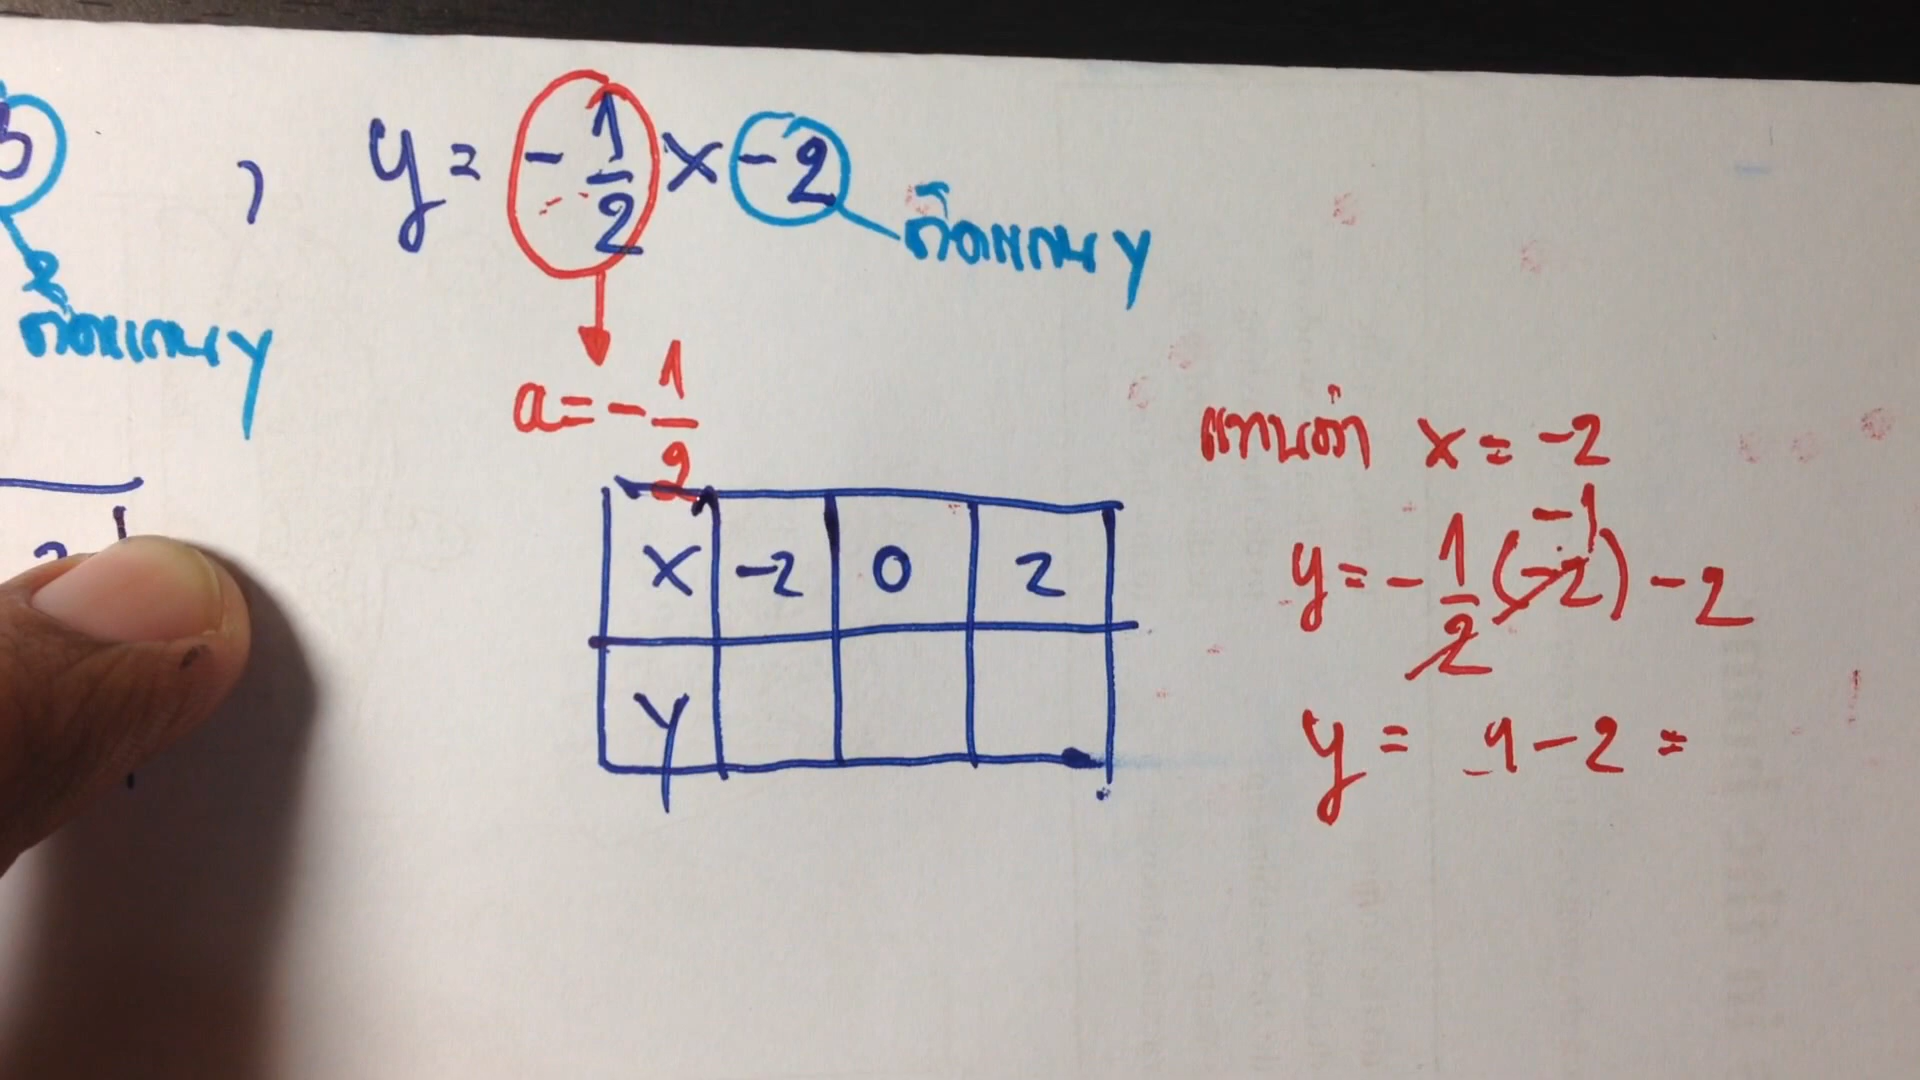 , y = -1/2 x -2
ตัดแกน y
ตัดแกน y
a = -1/2
แทนค่า x = -2
x -2 0 2
y = -1/2 (-2) -2
-1
y
y = 1-2 =